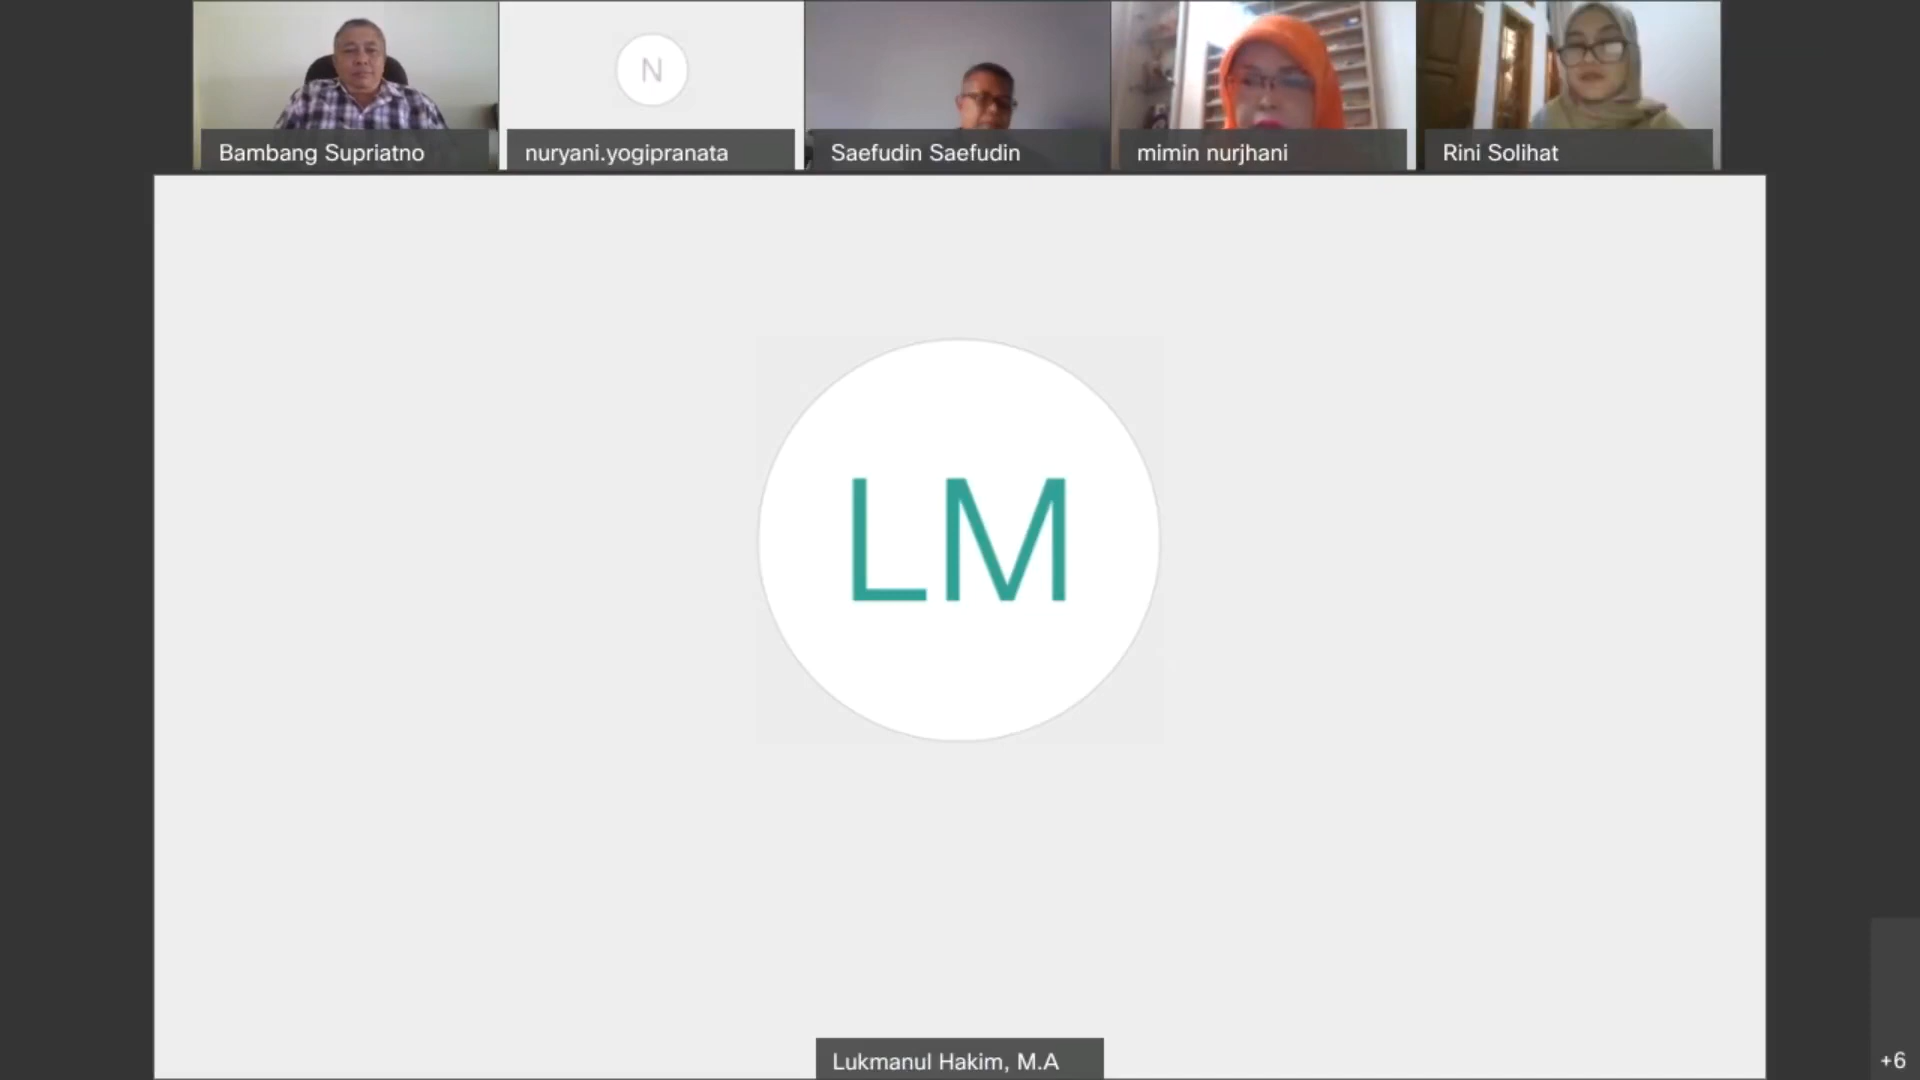 Bambang Supriatno
N
nuryani.yogipranata
Saefudin Saefudin
mimin nurjhani
Rini Solihat
LM
Lukmanul Hakim, M.A
+6